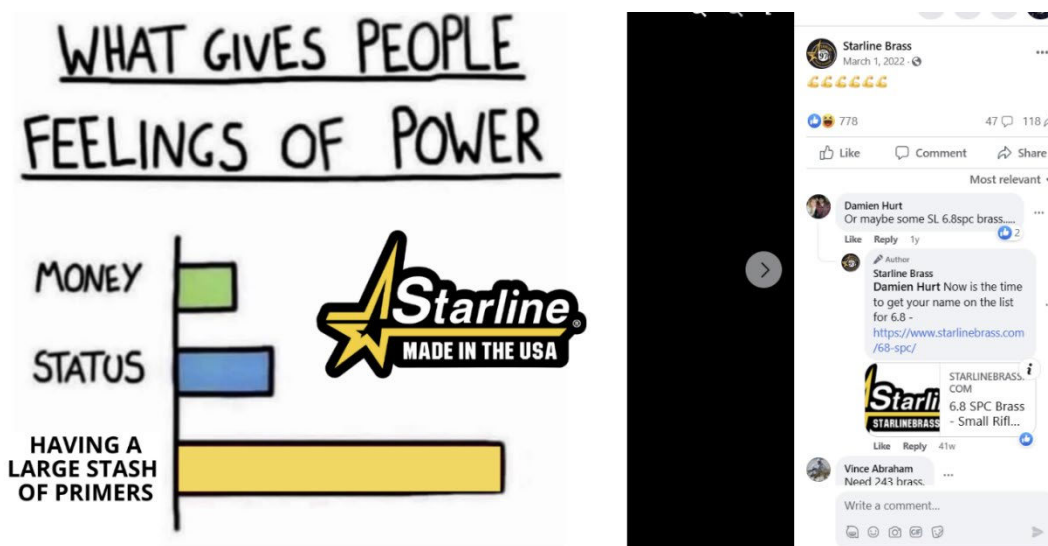 WHAT GIVES PEOPLE
FEELINGS OF POWER
MONEY
STATUS
HAVING A
LARGE STASH
OF PRIMERS
Starline®
MADE IN THE USA
Starline Brass
March 1, 2022 ·
778
47
118
Like
Comment
Share
Most relevant
Damien Hurt
Or maybe some SL 6.8spc brass.....
2
Like Reply 1y
Author
Starline Brass
Damien Hurt Now is the time
to get your name on the list
for 6.8 -
https://www.starlinebrass.com
/68-spc/
Starli
STARLINEBRASS
STARLINEBRASS.
COM
6.8 SPC Brass
- Small Rifl...
Like Reply 41w
Vince Abraham
Need 243 brass.
Write a comment...
GIF